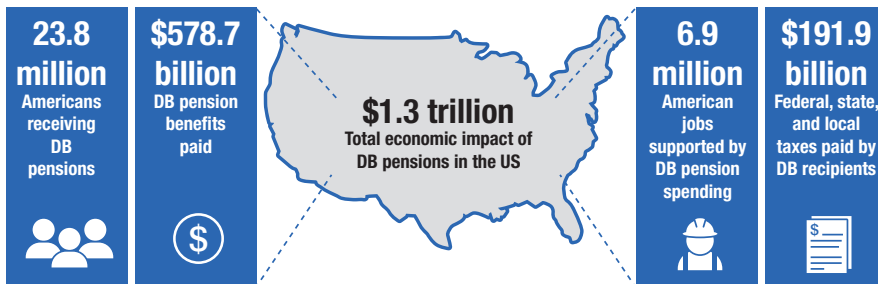 23.8
million
Americans
receiving
DB
pensions
$578.7
billion
DB pension
benefits
paid
$
$1.3 trillion
Total economic impact of
DB pensions in the US
6.9
million
American
jobs
supported by
DB pension
spending
$191.9
billion
Federal, state,
and local
taxes paid by
DB recipients
$